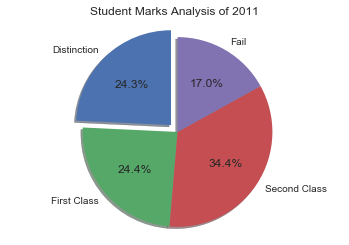 Student Marks Analysis of 2011
Distinction
Fail
24.3%
17.0%
24.4%
34.4%
First Class
Second Class